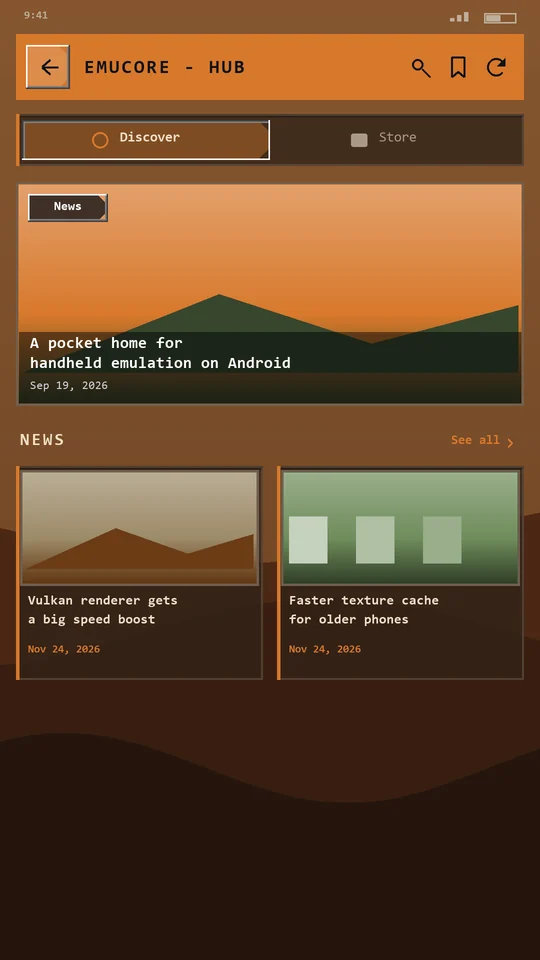 9:41
EMUCORE - HUB
Discover
Store
News
A pocket home for
handheld emulation on Android
Sep 19, 2026
NEWS
See all
Vulkan renderer gets
a big speed boost
Nov 24, 2026
Faster texture cache
for older phones
Nov 24, 2026